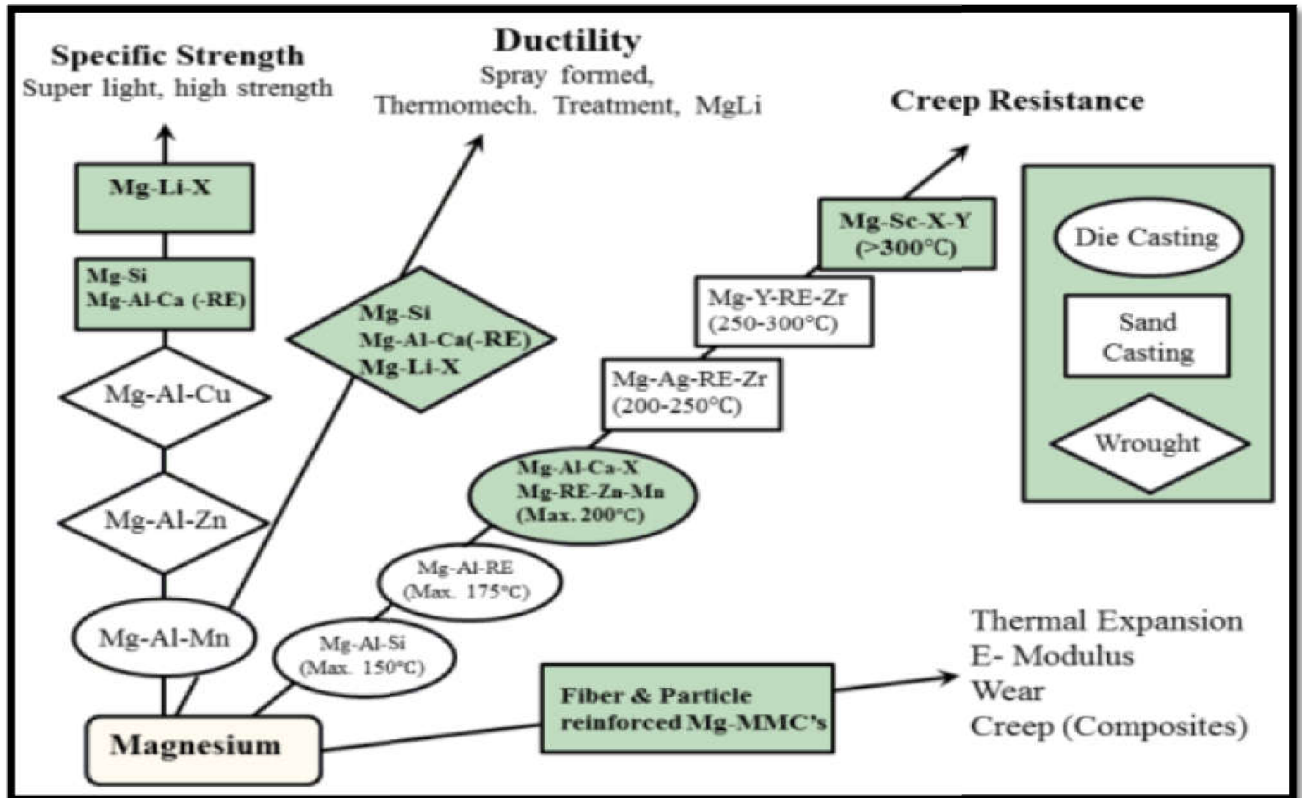 Specific Strength
Super light, high strength
Ductility
Spray formed,
Thermomech. Treatment, MgLi
Creep Resistance
Mg-Li-X
Mg-Si
Mg-Al-Ca (-RE)
Mg-Al-Cu
Mg-Al-Zn
Mg-Al-Mn
Magnesium
Mg-Si
Mg-Al-Ca(-RE)
Mg-Li-X
Mg-Sc-X-Y
(>300°C)
Mg-Y-RE-Zr
(250-300°C)
Mg-Ag-RE-Zr
(200-250°C)
Mg-Al-Ca-X
Mg-RE-Zn-Mn
(Max. 200°C)
Mg-Al-RE
(Max. 175°C)
Mg-Al-Si
(Max. 150°C)
Fiber & Particle
reinforced Mg-MMC's
Thermal Expansion
E- Modulus
Wear
Creep (Composites)
Die Casting
Sand
Casting
Wrought